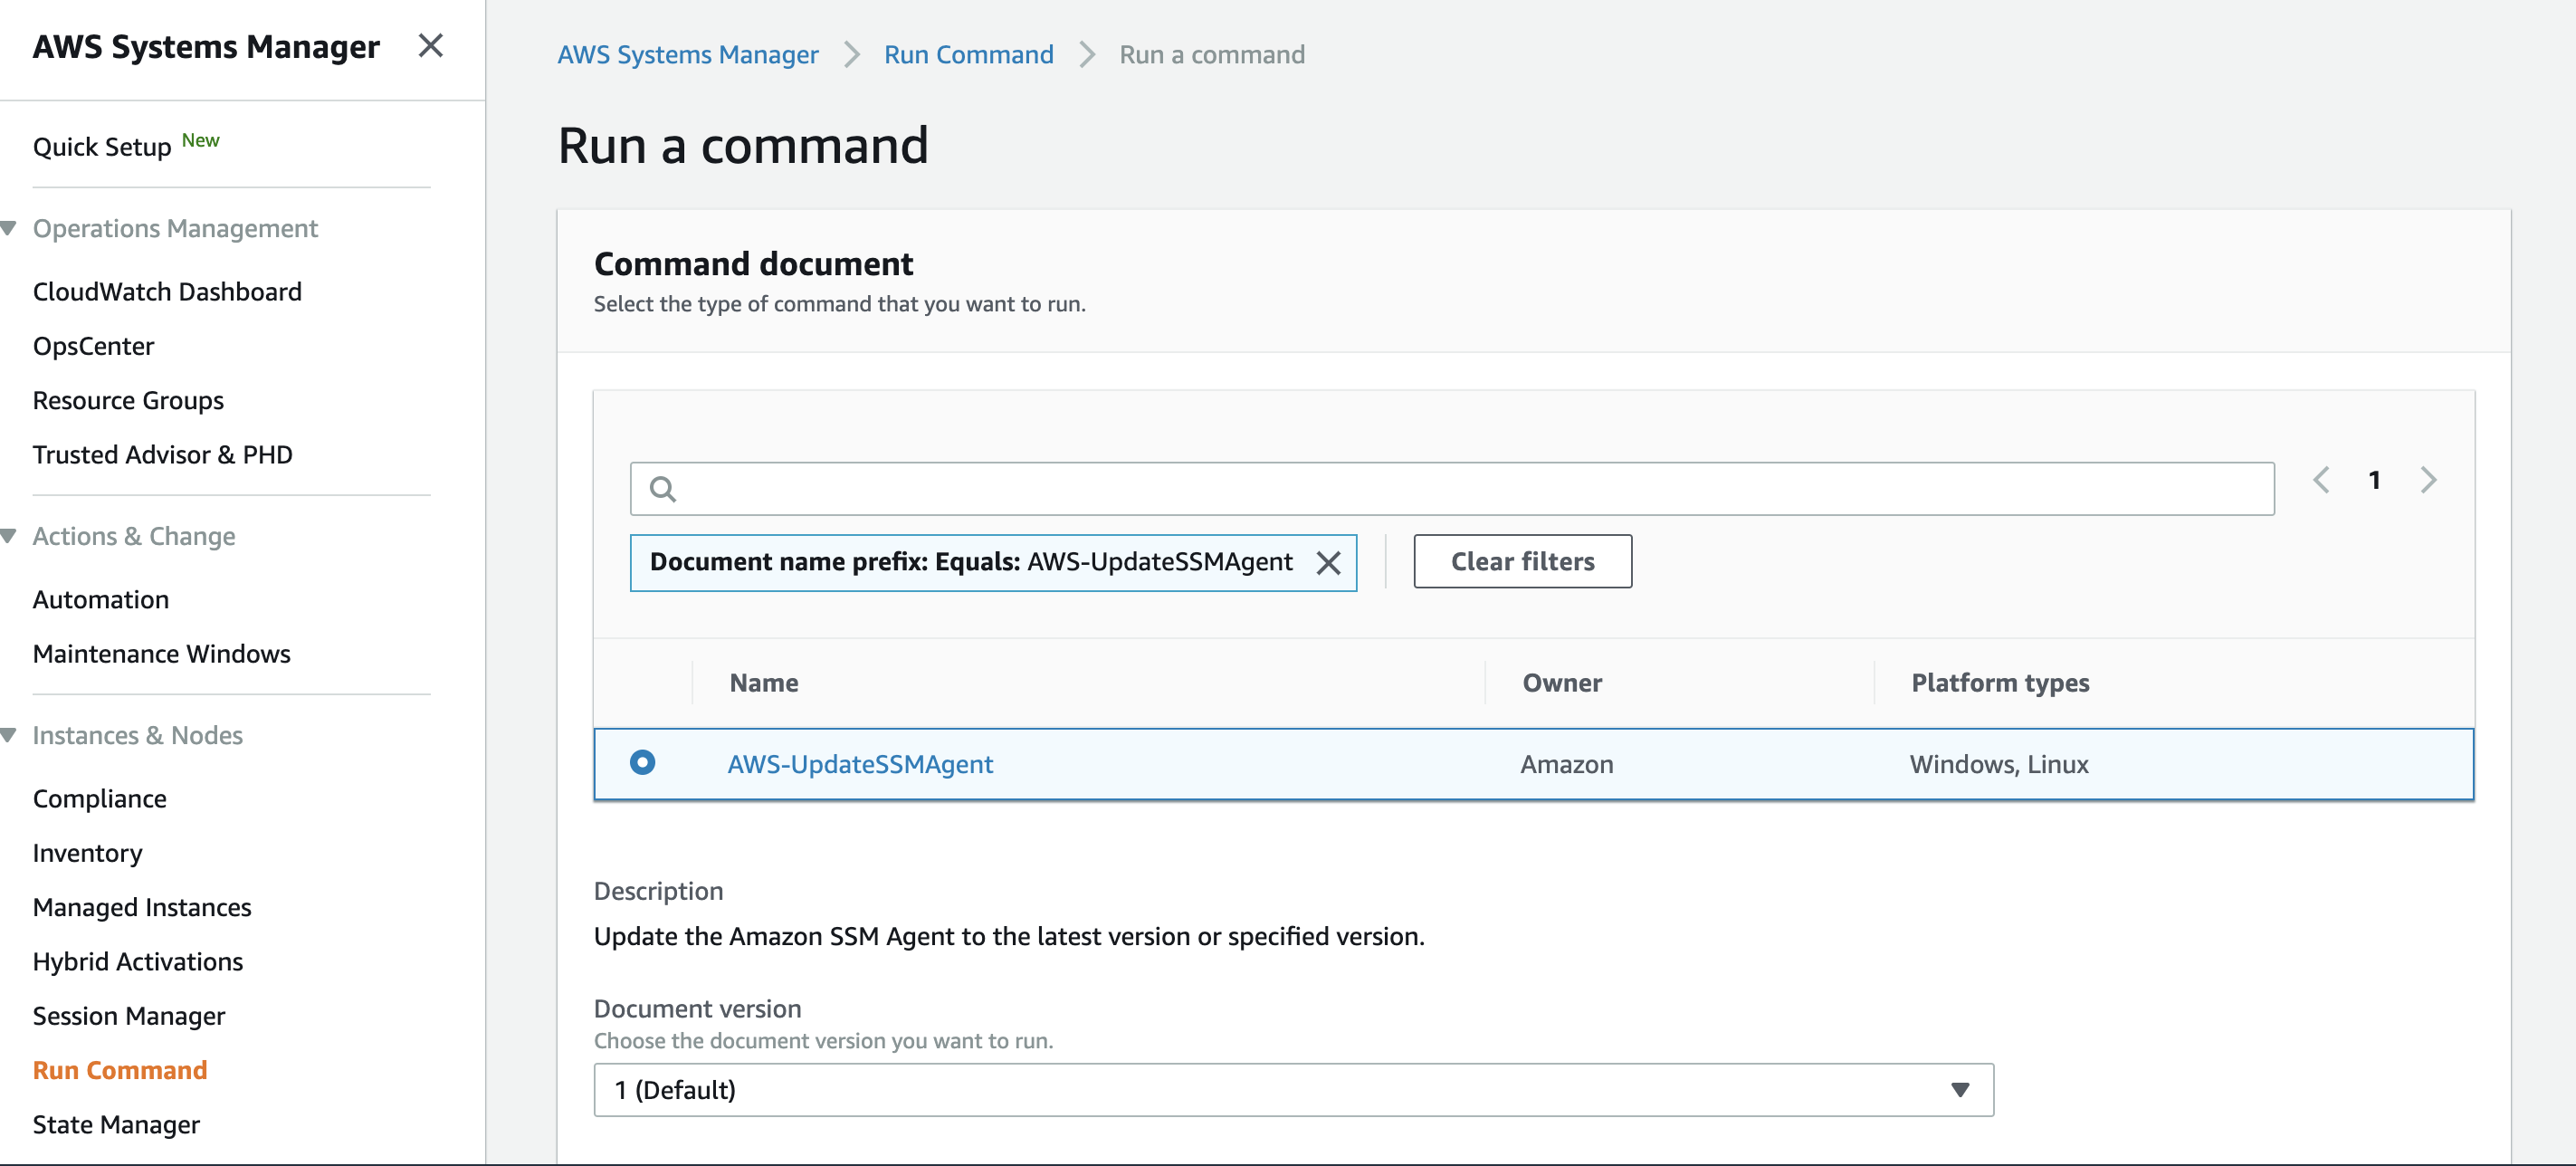 AWS Systems Manager
Quick Setup New
Operations Management
CloudWatch Dashboard
OpsCenter
Resource Groups
Trusted Advisor & PHD
Actions & Change
Automation
Maintenance Windows
Instances & Nodes
Compliance
Inventory
Managed Instances
Hybrid Activations
Session Manager
Run Command
State Manager
AWS Systems Manager Run Command Run a command
Run a command
Command document
Select the type of command that you want to run.
1
Document name prefix: Equals: AWS-UpdateSSMAgent Clear filters
Name Owner Platform types
AWS-UpdateSSMAgent Amazon Windows, Linux
Description
Update the Amazon SSM Agent to the latest version or specified version.
Document version
Choose the document version you want to run.
1 (Default)